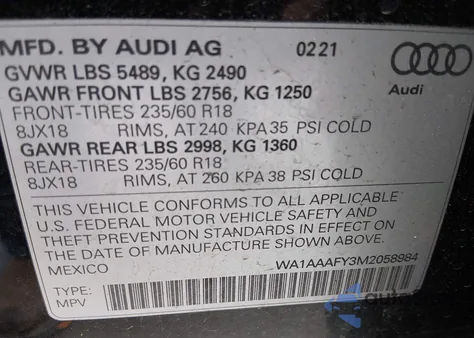 MFD. BY AUDI AG 02 21
GVWR LBS 5489, KG 2490
GAWR FRONT LBS 2756, KG 1250
FRONT-TIRES 235/60 R18
8JX18 RIMS, AT 240 KPA 35 PSI COLD
GAWR REAR LBS 2998, KG 1360
REAR-TIRES 235/60 R18
8JX18 RIMS, AT 260 KPA 38 PSI COLD
Audi
THIS VEHICLE CONFORMS TO ALL APPLICABLE
U.S. FEDERAL MOTOR VEHICLE SAFETY AND
THEFT PREVENTION STANDARDS IN EFFECT ON
THE DATE OF MANUFACTURE SHOWN ABOVE.
MEXICO WA1AAAFY3M2058984
TYPE:
MPV